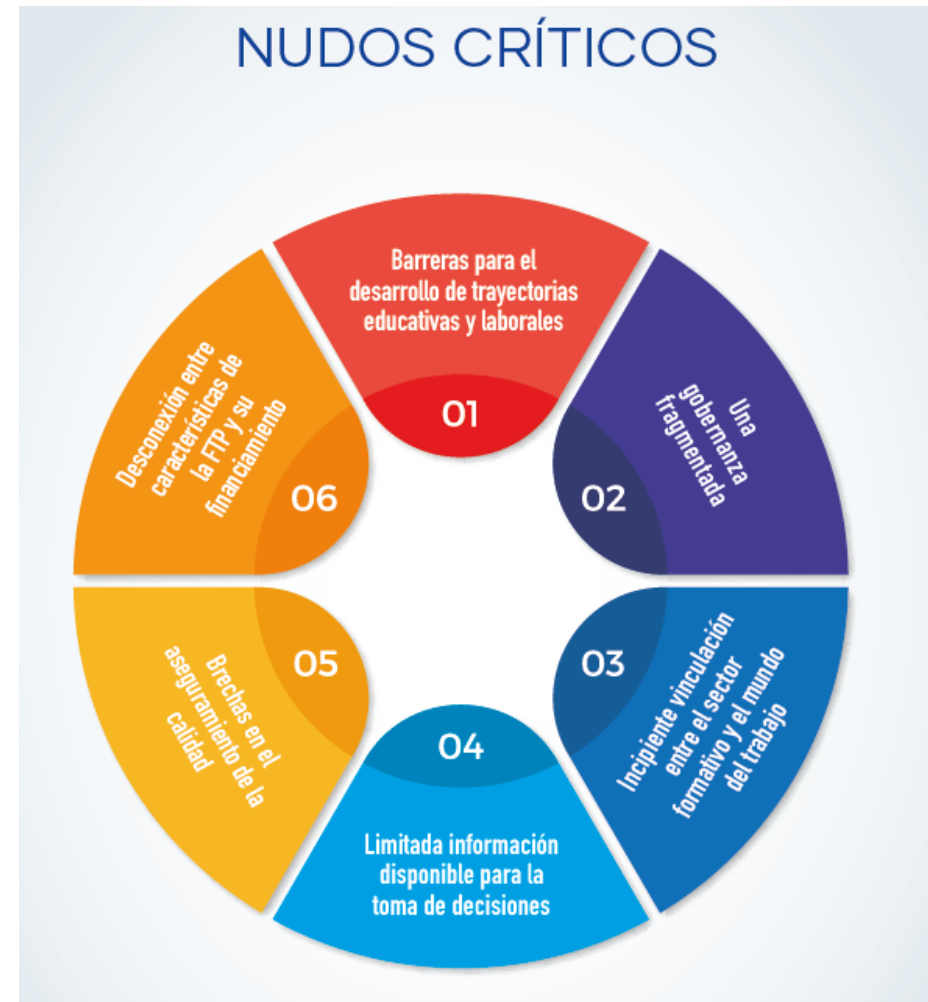 NUDOS CRÍTICOS
Barreras para el
desarrollo de trayectorias
educativas y laborales
01
Una
gobernanza
fragmentada
02
Incipiente vinculación
entre el sector
formativo y el mundo
del trabajo
03
04
Limitada información
disponible para la
toma de decisiones
05
Brechas en el
aseguramiento de la
calidad
06
Desconexión entre
características de
la FTP y su
financiamiento